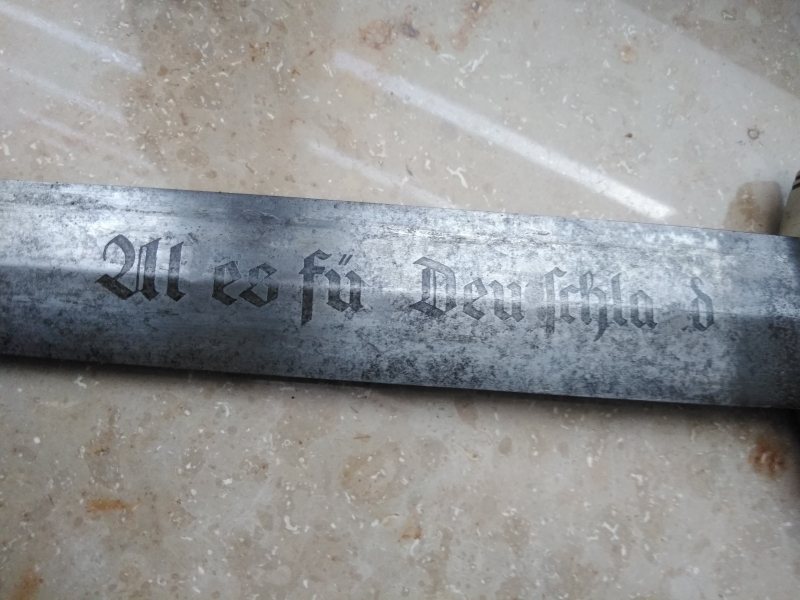 Al es fü Deu schla d